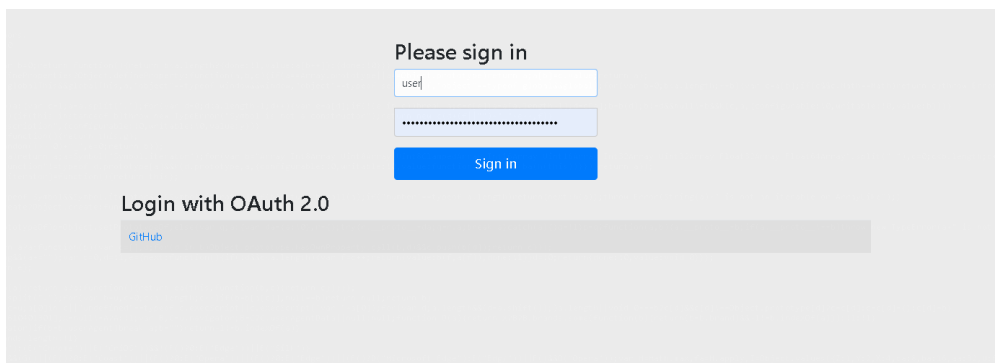 Please sign in
user
••••••••••••••••••••••••••••••••••••
Sign in
Login with OAuth 2.0
GitHub